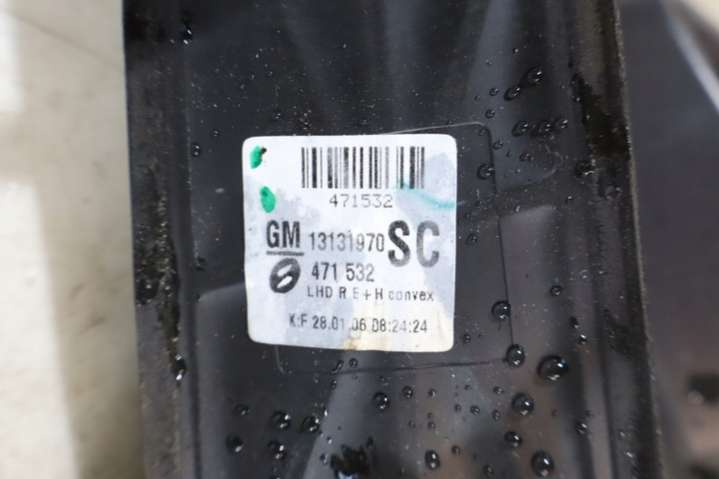 471532
GM 13131970 SC
471 532
LHD R E+H convex
K:F 28.01.06 08:24:24